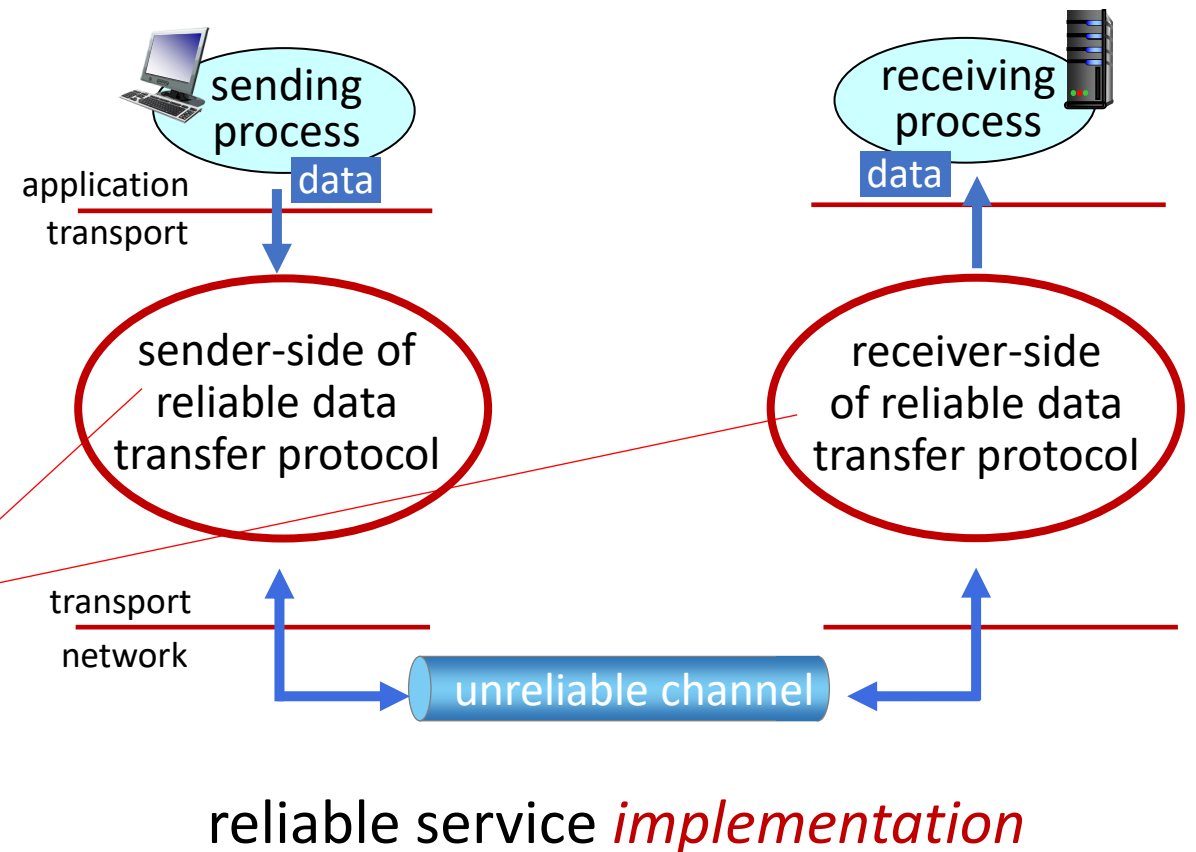 sending
process
data
application
transport
receiving
process
data
sender-side of
reliable data
transfer protocol
receiver-side
of reliable data
transfer protocol
transport
network
unreliable channel
reliable service implementation